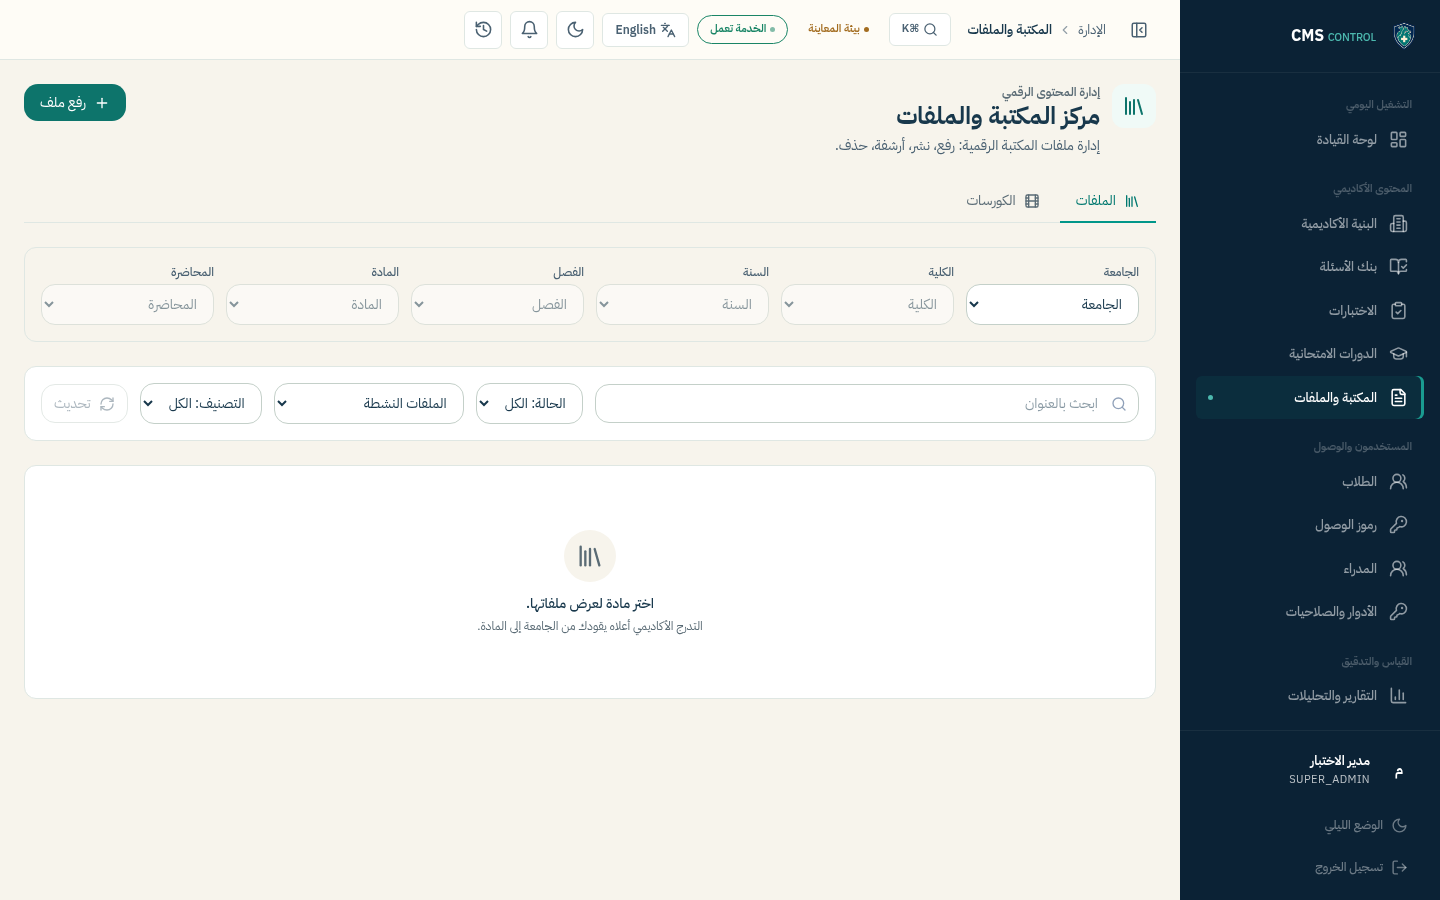 CMS CONTROL
التشغيل اليومي
لوحة القيادة
المحتوى الأكاديمي
البنية الأكاديمية
بنك الأسئلة
الاختبارات
الدورات الامتحانية
المكتبة والملفات
المستخدمون والوصول
الطلاب
رموز الوصول
المدراء
الأدوار والصلاحيات
القياس والتدقيق
التقارير والتحليلات
م
مدير الاختبار
SUPER_ADMIN
الوضع الليلي
تسجيل الخروج
الإدارة
المكتبة والملفات
⌘K
بيئة المعاينة
الخدمة تعمل
English
إدارة المحتوى الرقمي
مركز المكتبة والملفات
إدارة ملفات المكتبة الرقمية: رفع، نشر، أرشفة، حذف.
رفع ملف
الملفات
الكورسات
الجامعة الكلية السنة الفصل المادة المحاضرة
الجامعة الكلية السنة الفصل المادة المحاضرة
ابحث بالعنوان
الحالة: الكل
الملفات النشطة
التصنيف: الكل
تحديث
اختر مادة لعرض ملفاتها.
التدرج الأكاديمي أعلاه يقودك من الجامعة إلى المادة.